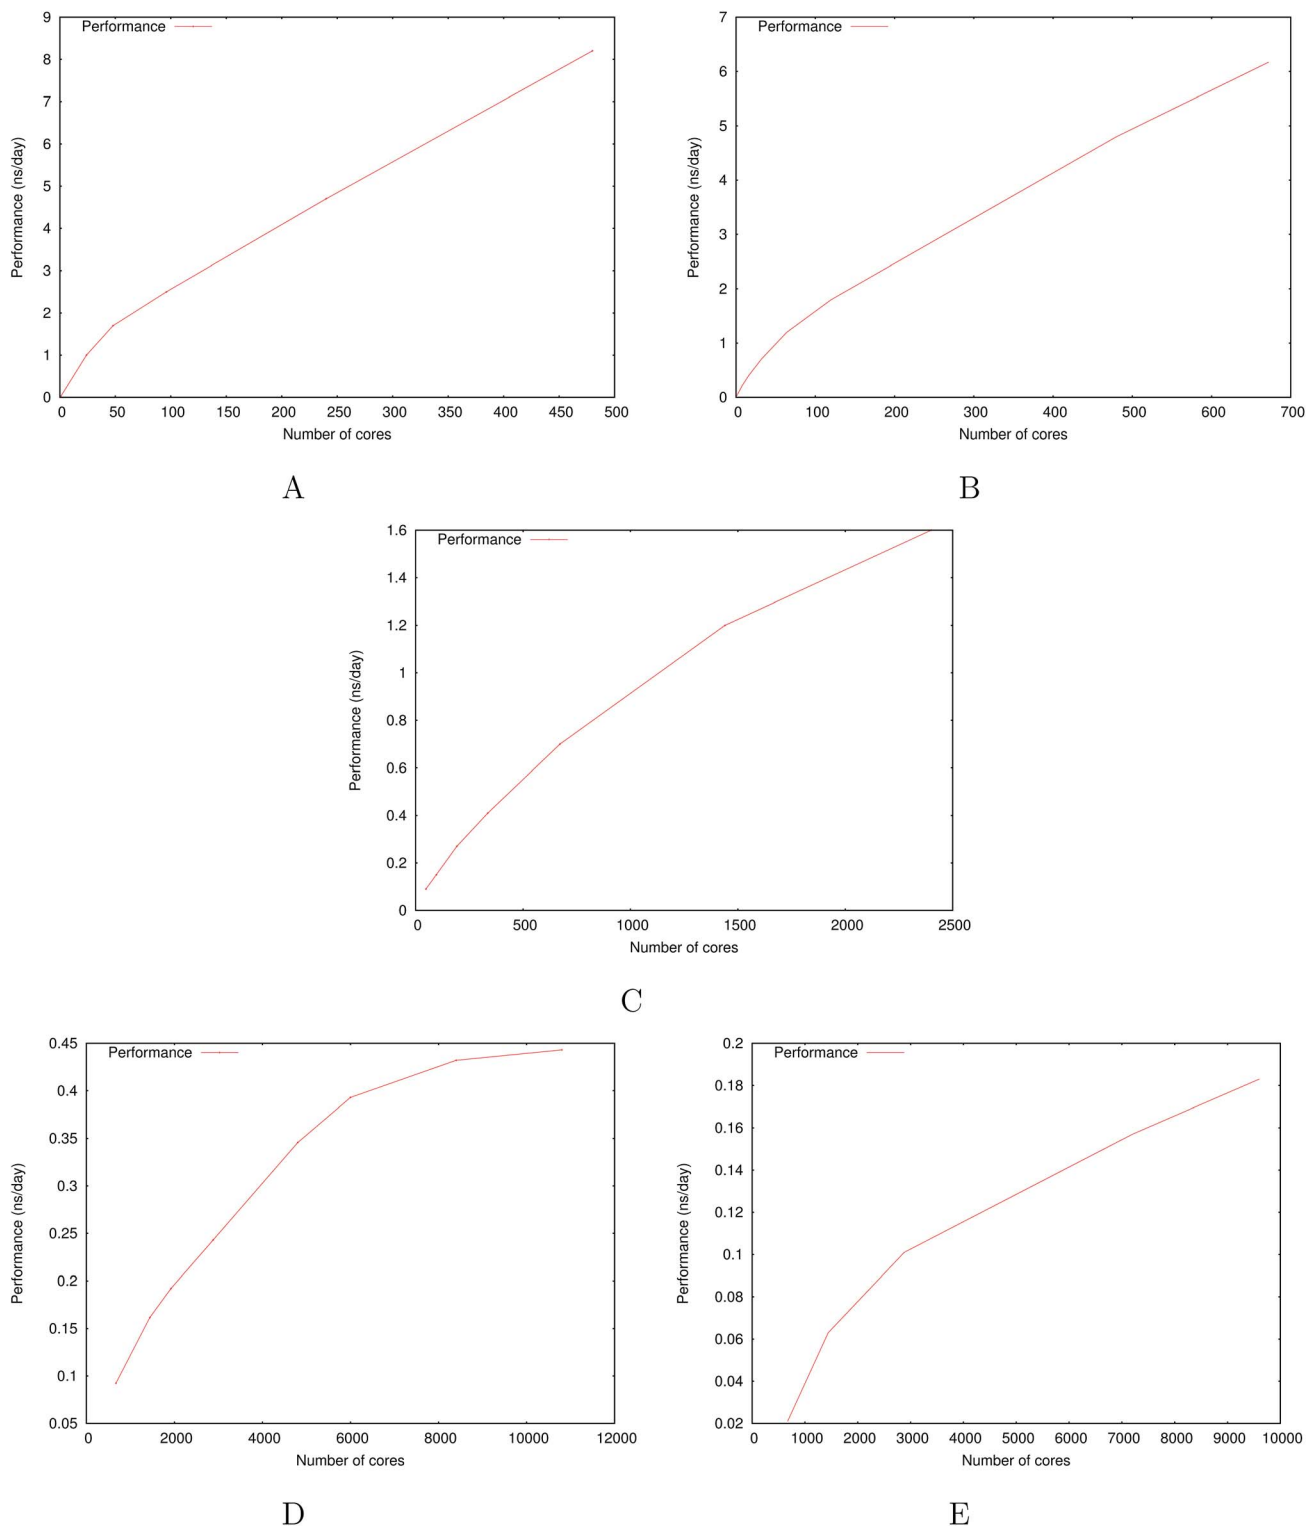 9
8
7
6
5
4
3
2
1
0
Performance (ns/day)
Performance
0 50 100 150 200 250 300 350 400 450 500
Number of cores
A
7
6
5
4
3
2
1
0
Performance (ns/day)
Performance
0 100 200 300 400 500 600 700
Number of cores
B
1.6
1.4
1.2
1
0.8
0.6
0.4
0.2
0
Performance (ns/day)
Performance
0 500 1000 1500 2000 2500
Number of cores
C
0.45
0.4
0.35
0.3
0.25
0.2
0.15
0.1
0.05
Performance (ns/day)
Performance
0 2000 4000 6000 8000 10000 12000
Number of cores
D
0.2
0.18
0.16
0.14
0.12
0.1
0.08
0.06
0.04
0.02
Performance (ns/day)
Performance
0 1000 2000 3000 4000 5000 6000 7000 8000 9000 10000
Number of cores
E